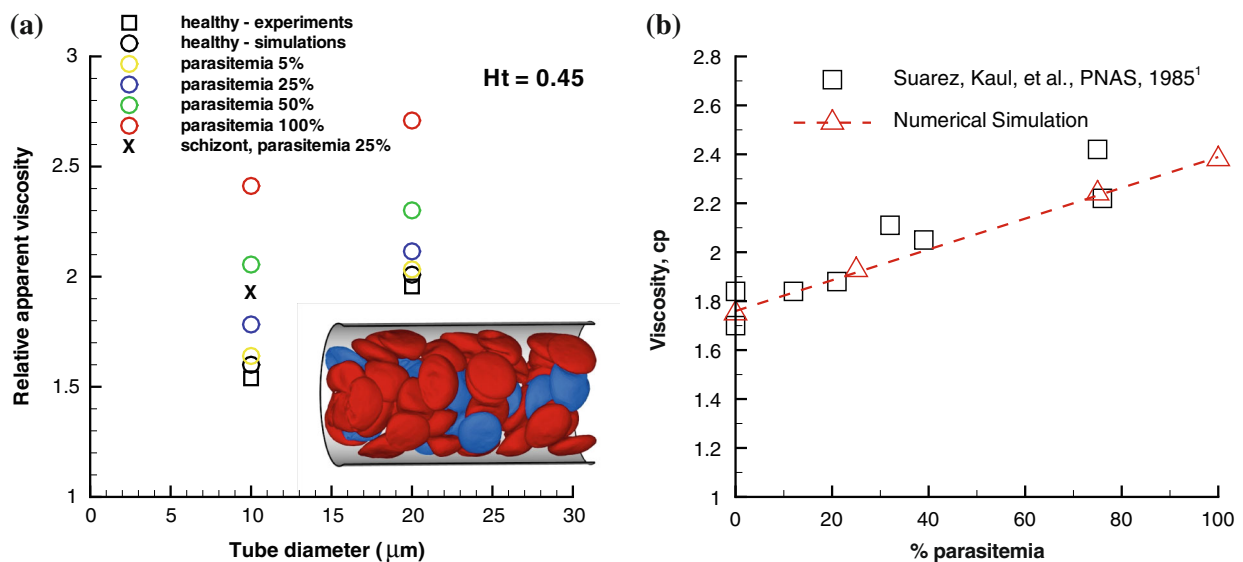 (a)
healthy - experiments
healthy - simulations
parasitemia 5%
parasitemia 25%
parasitemia 50%
parasitemia 100%
X schizont, parasitemia 25%
Ht = 0.45
X
Relative apparent viscosity
3
2.5
2
1.5
1
0 5 10 15 20 25 30
Tube diameter (μm)
(b)
Suarez, Kaul, et al., PNAS, 1985¹
Numerical Simulation
Viscosity, cp
2.8
2.6
2.4
2.2
2
1.8
1.6
1.4
1.2
1
0 20 40 60 80 100
% parasitemia